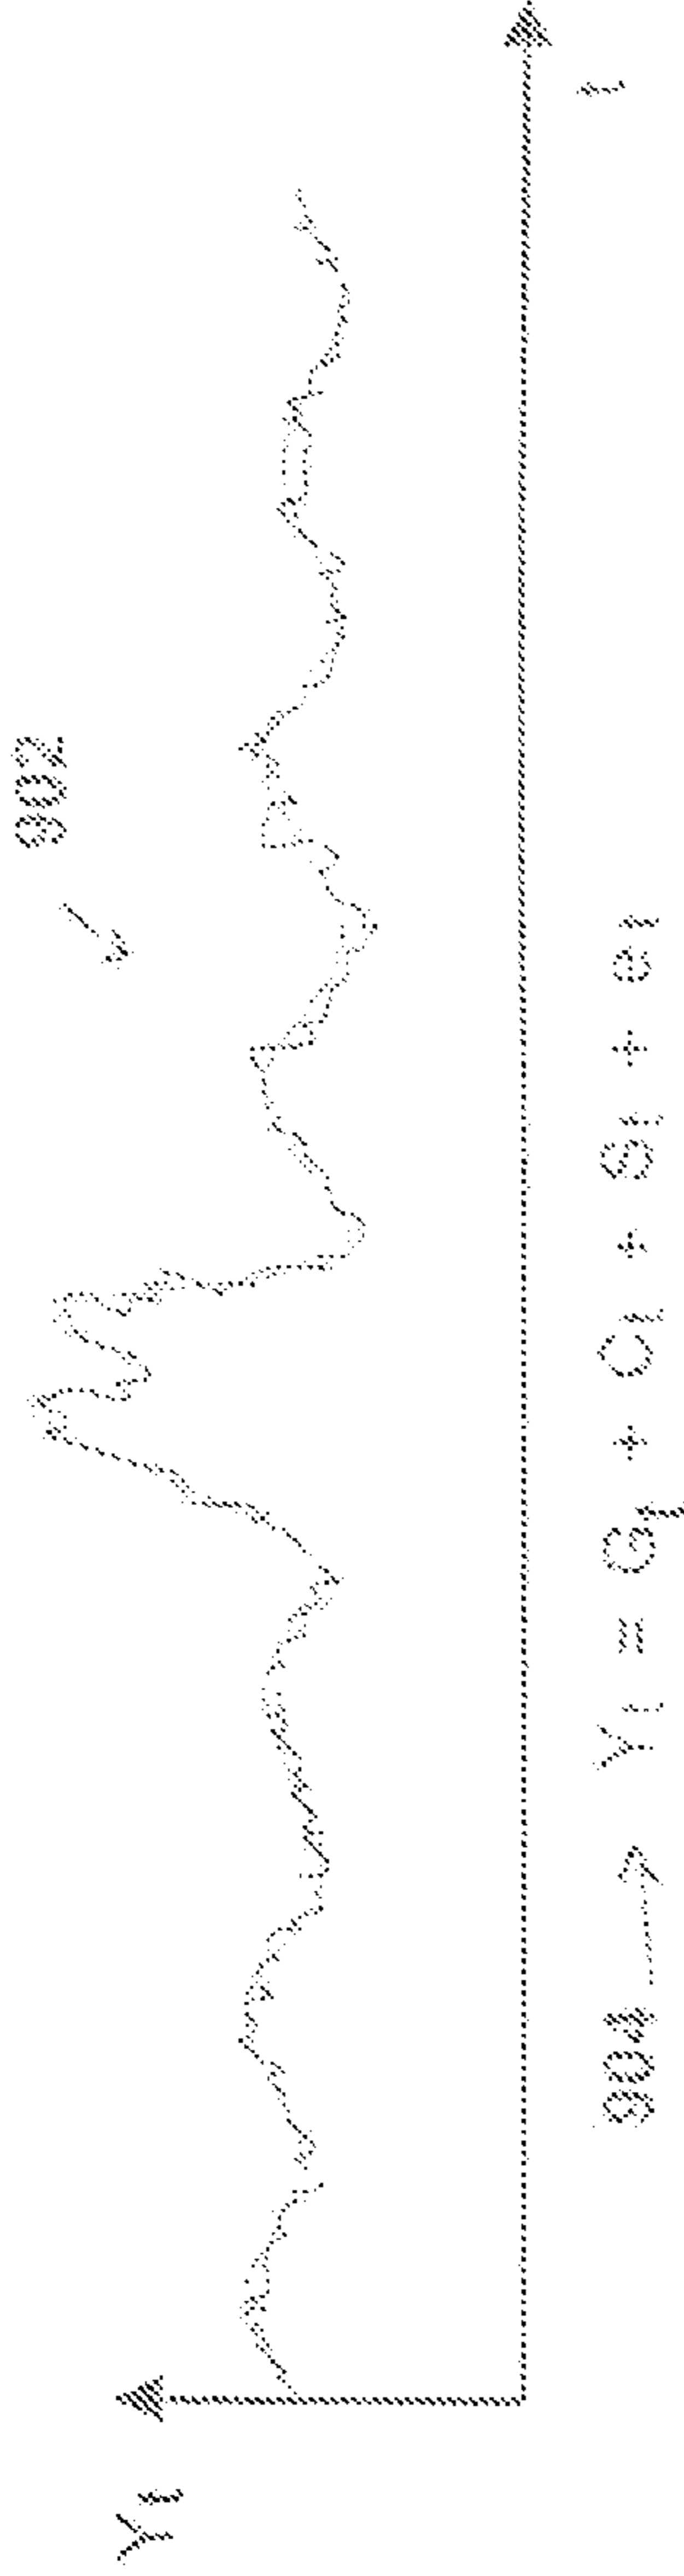 902
Yt
t
904 → Yt = Gt + Ct + St + et